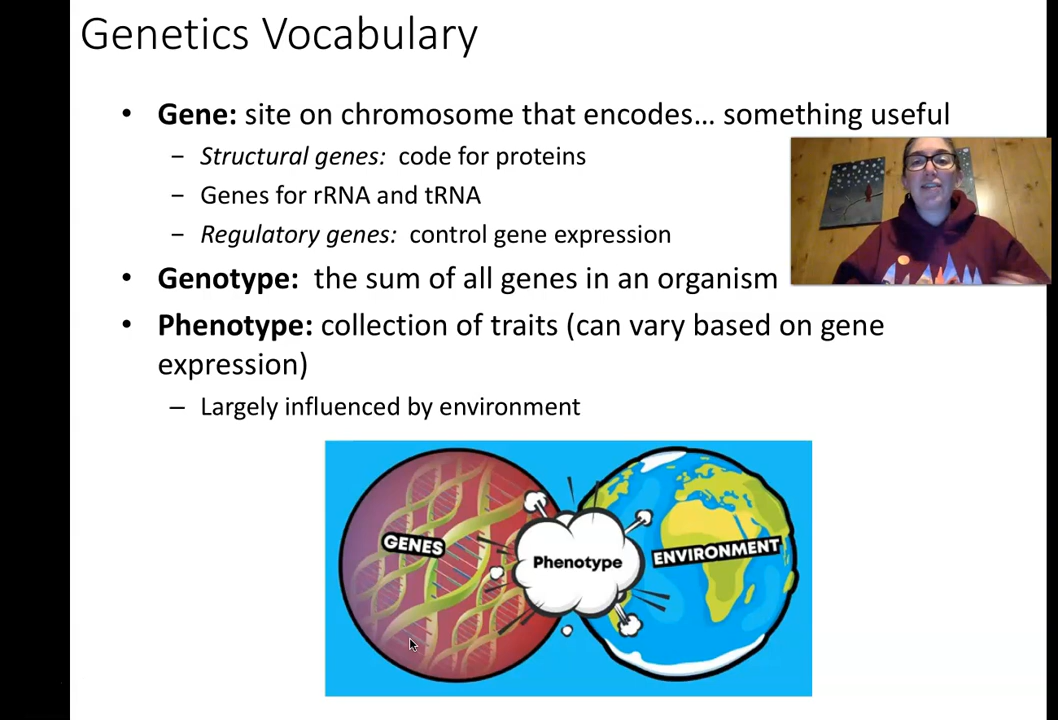 Genetics Vocabulary
• Gene: site on chromosome that encodes... something useful
– Structural genes: code for proteins
– Genes for rRNA and tRNA
– Regulatory genes: control gene expression
• Genotype: the sum of all genes in an organism
• Phenotype: collection of traits (can vary based on gene
expression)
– Largely influenced by environment
GENES
Phenotype
ENVIRONMENT